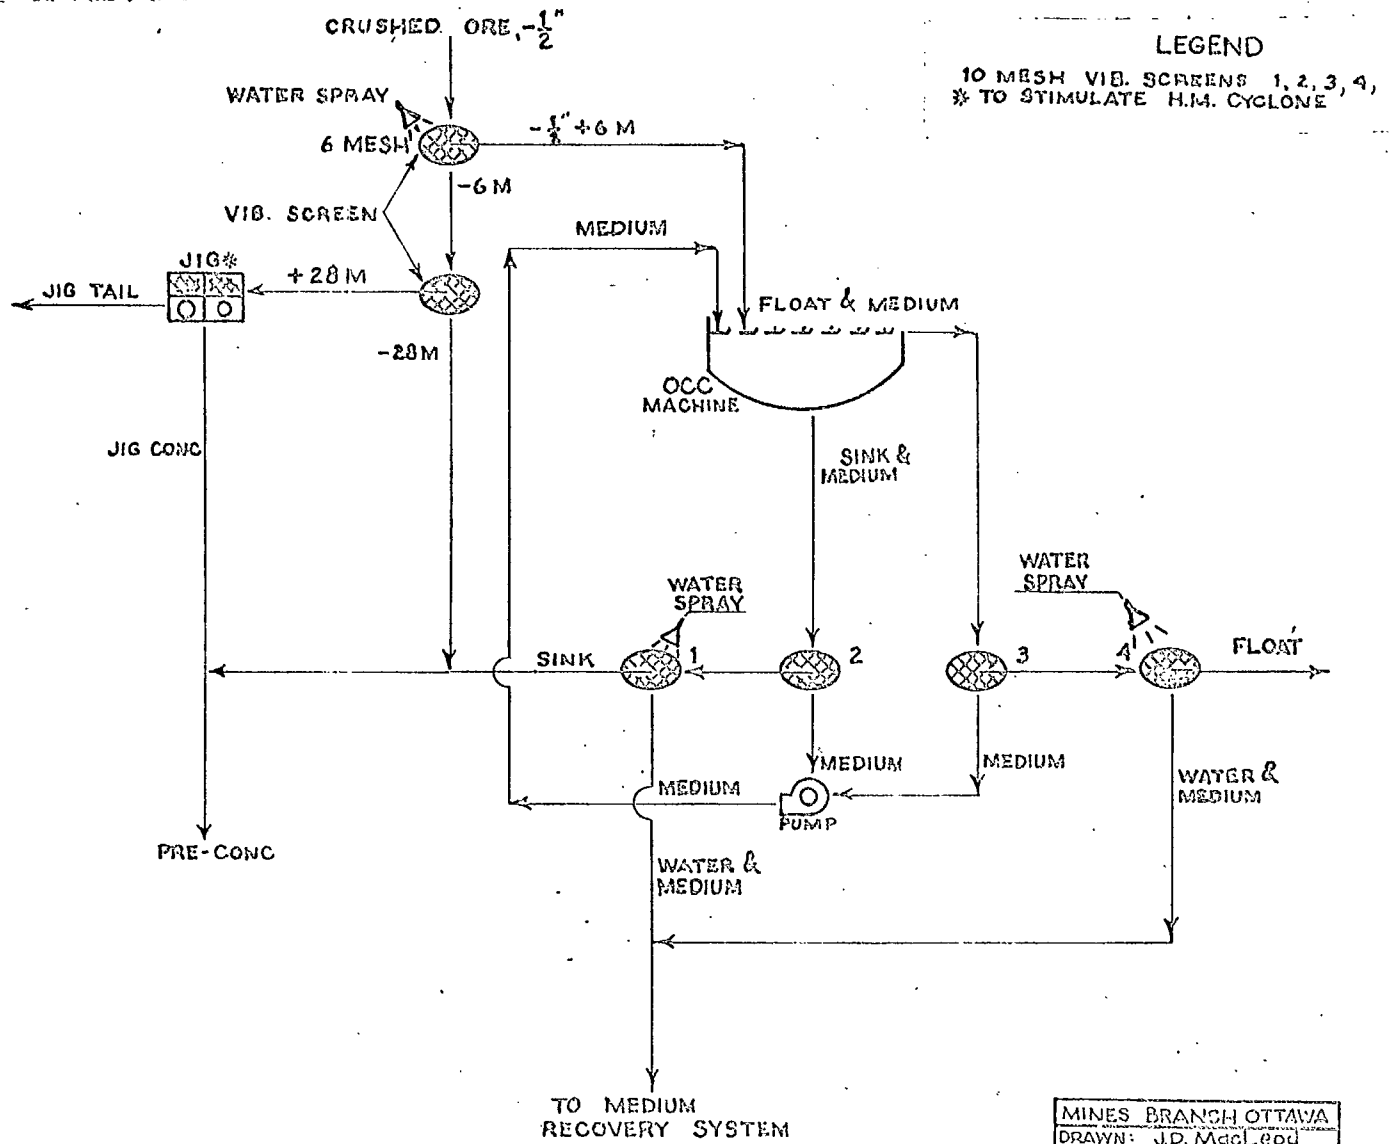 CRUSHED ORE, -1/2"
LEGEND
10 MESH VIB. SCREENS 1, 2, 3, 4,
* TO STIMULATE H.M. CYCLONE
WATER SPRAY
6 MESH
+6 M
-6 M
VIB. SCREEN
MEDIUM
JIG*
+28 M
JIG TAIL
FLOAT & MEDIUM
-28 M
OCC
MACHINE
JIG CONC
SINK &
MEDIUM
WATER
SPRAY
WATER
SPRAY
SINK
1
2
3
4
FLOAT
MEDIUM
MEDIUM
MEDIUM
WATER &
MEDIUM
PUMP
PRE-CONC
WATER &
MEDIUM
TO MEDIUM
RECOVERY SYSTEM
MINES BRANCH OTTAWA
DRAWN: J.D. MacLeod